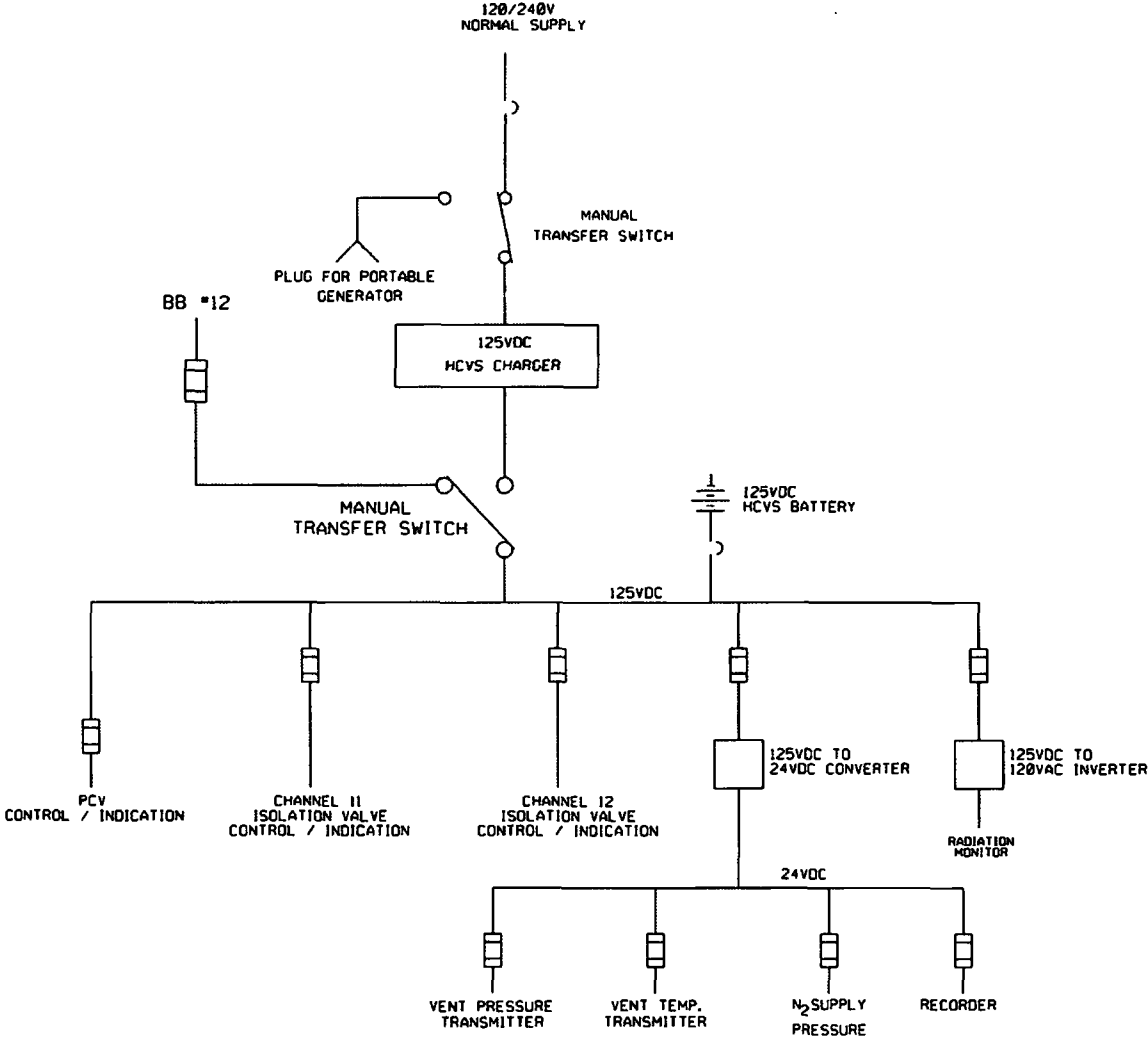 120/240V
NORMAL SUPPLY
MANUAL
TRANSFER SWITCH
PLUG FOR PORTABLE
GENERATOR
BB #12
125VDC
HCVS CHARGER
MANUAL
TRANSFER SWITCH
125VDC
HCVS BATTERY
125VDC
PCV
CONTROL / INDICATION
CHANNEL 11
ISOLATION VALVE
CONTROL / INDICATION
CHANNEL 12
ISOLATION VALVE
CONTROL / INDICATION
125VDC TO
24VDC CONVERTER
125VDC TO
120VAC INVERTER
RADIATION
MONITOR
24VDC
VENT PRESSURE
TRANSMITTER
VENT TEMP.
TRANSMITTER
N₂ SUPPLY
PRESSURE
RECORDER